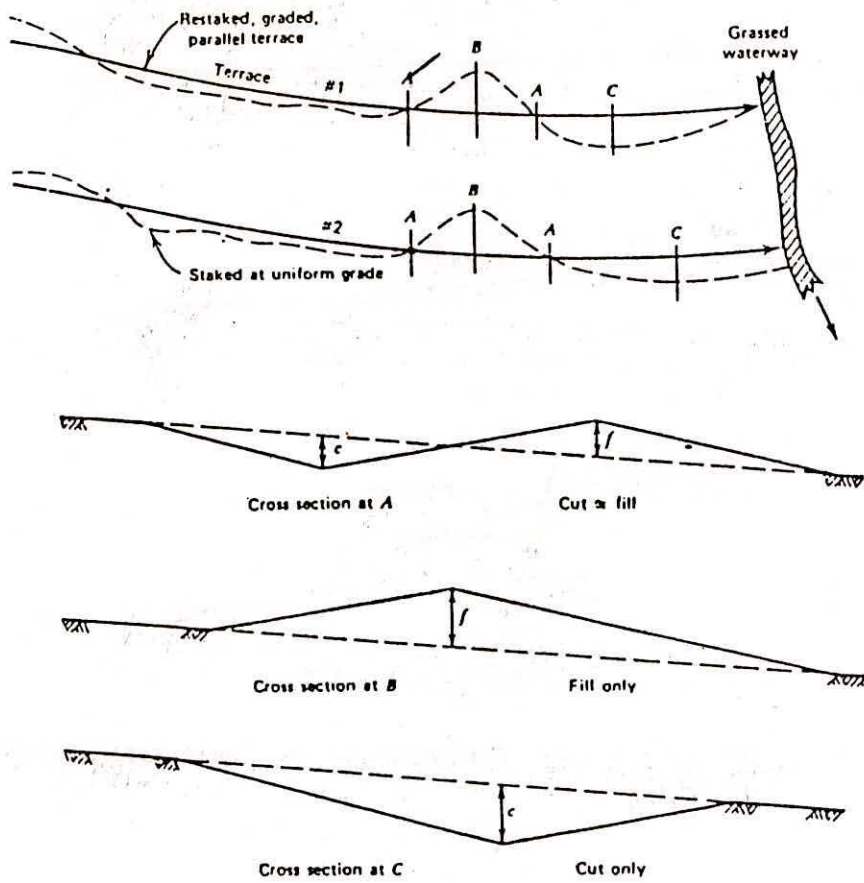 Restaked, graded,
parallel terrace
Grassed
waterway
Terrace
#1
A
B
A
C
#2
A
B
A
C
Staked at uniform grade
c
f
Cross section at A
Cut ≈ fill
f
Cross section at B
Fill only
c
Cross section at C
Cut only